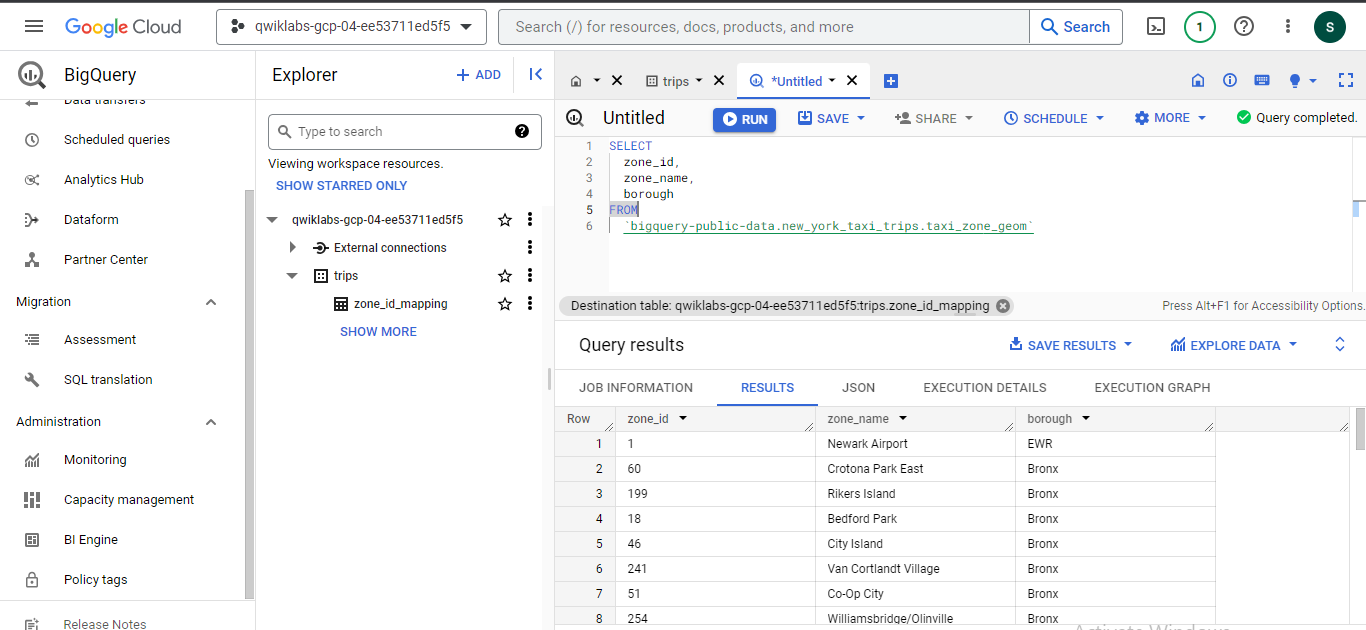 Google Cloud
qwiklabs-gcp-04-ee53711ed5f5
Search (/) for resources, docs, products, and more
Search
1
S
BigQuery
Data transfers
Scheduled queries
Analytics Hub
Dataform
Partner Center
Migration
Assessment
SQL translation
Administration
Monitoring
Capacity management
BI Engine
Policy tags
Release Notes
Explorer
+ ADD
Type to search
Viewing workspace resources.
SHOW STARRED ONLY
qwiklabs-gcp-04-ee53711ed5f5
External connections
trips
zone_id_mapping
SHOW MORE
trips
*Untitled
Untitled
RUN
SAVE
SHARE
SCHEDULE
MORE
Query completed.
1 SELECT
2 zone_id,
3 zone_name,
4 borough
5 FROM
6 `bigquery-public-data.new_york_taxi_trips.taxi_zone_geom`
Destination table: qwiklabs-gcp-04-ee53711ed5f5:trips.zone_id_mapping
Press Alt+F1 for Accessibility Options.
Query results
SAVE RESULTS
EXPLORE DATA
JOB INFORMATION RESULTS JSON EXECUTION DETAILS EXECUTION GRAPH
Row zone_id zone_name borough
1 1 Newark Airport EWR
2 60 Crotona Park East Bronx
3 199 Rikers Island Bronx
4 18 Bedford Park Bronx
5 46 City Island Bronx
6 241 Van Cortlandt Village Bronx
7 51 Co-Op City Bronx
8 254 Williamsbridge/Olinville Bronx
Activate Windows